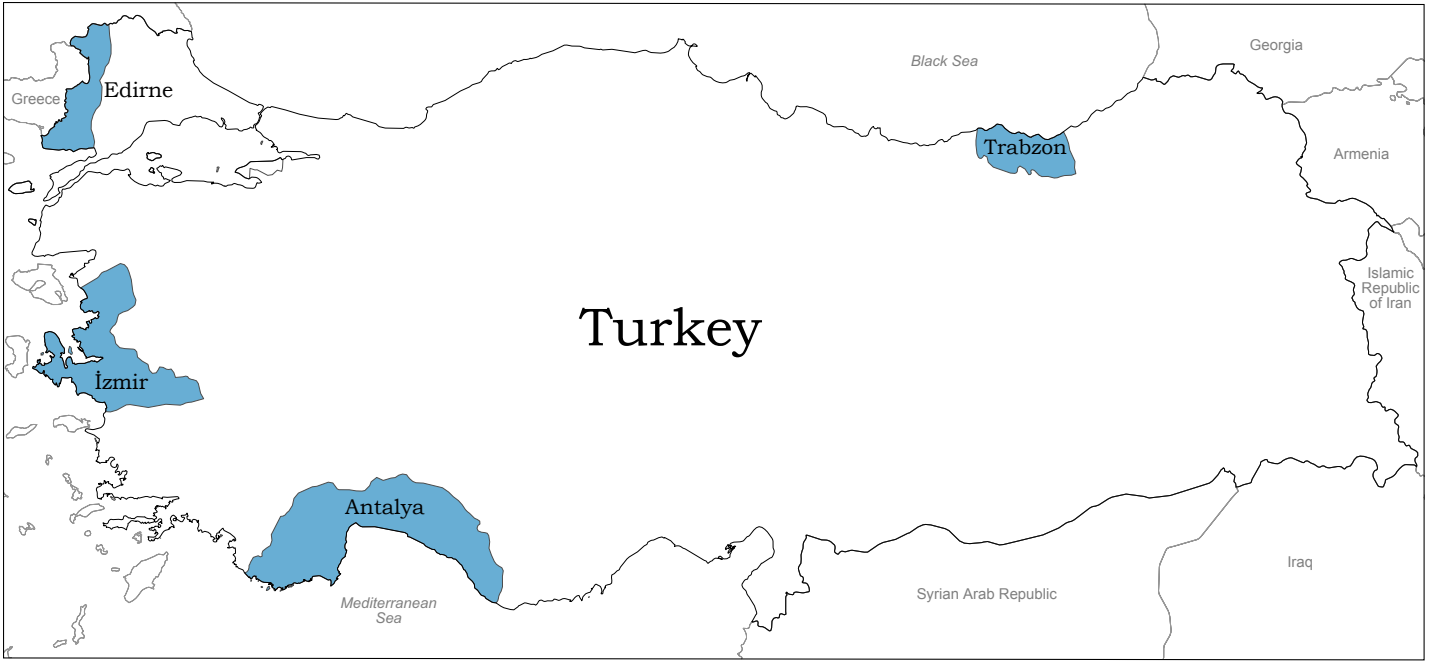 Black Sea
Georgia
Edirne
Greece
Trabzon
Armenia
Islamic
Republic
of Iran
Turkey
İzmir
Antalya
Mediterranean
Sea
Syrian Arab Republic
Iraq